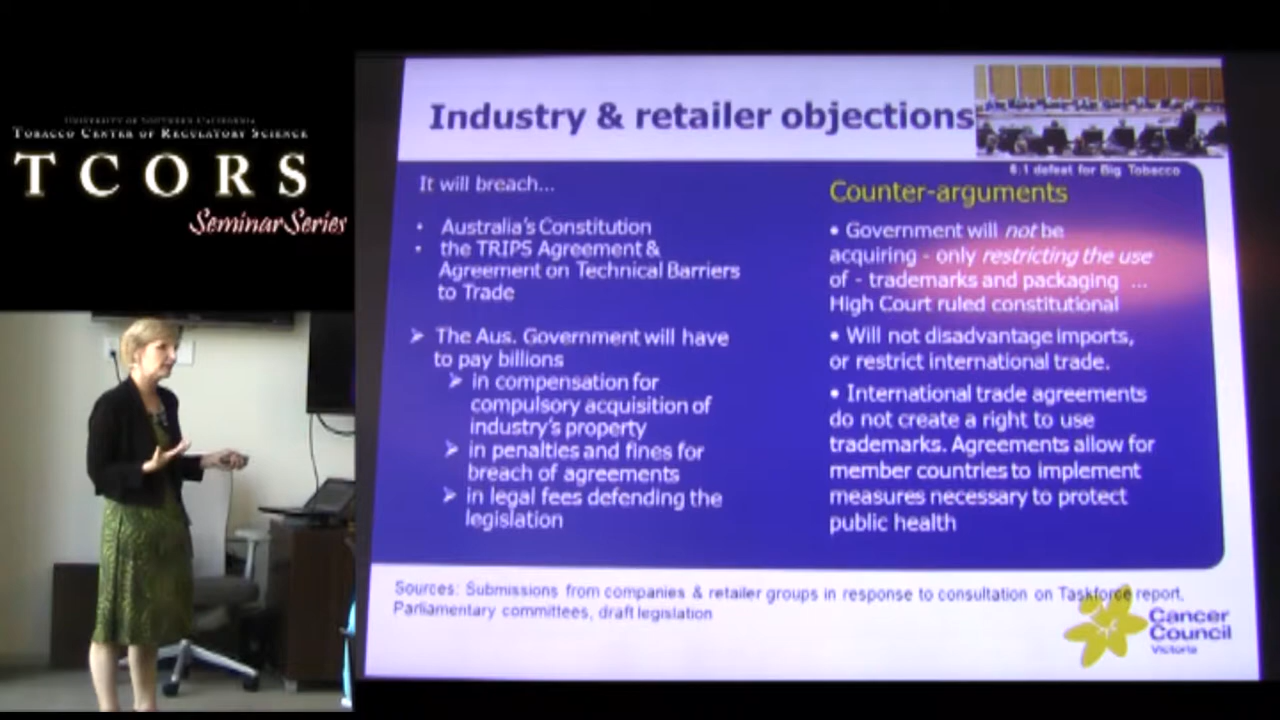 UNIVERSITY OF SOUTHERN CALIFORNIA
TOBACCO CENTER OF REGULATORY SCIENCE
TCORS
Seminar Series
Industry & retailer objections
6:1 defeat for Big Tobacco
It will breach...
• Australia's Constitution
• the TRIPS Agreement &
Agreement on Technical Barriers
to Trade
➢ The Aus. Government will have
to pay billions
➢ in compensation for
compulsory acquisition of
industry's property
➢ in penalties and fines for
breach of agreements
➢ in legal fees defending the
legislation
Counter-arguments
• Government will not be
acquiring - only restricting the use
of - trademarks and packaging ...
High Court ruled constitutional
• Will not disadvantage imports,
or restrict international trade.
• International trade agreements
do not create a right to use
trademarks. Agreements allow for
member countries to implement
measures necessary to protect
public health
Sources: Submissions from companies & retailer groups in response to consultation on Taskforce report,
Parliamentary committees, draft legislation
Cancer
Council
Victoria